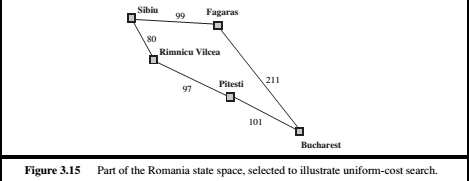 Sibiu
99
Fagaras
80
Rimnicu Vilcea
97
Pitesti
211
101
Bucharest
Figure 3.15 Part of the Romania state space, selected to illustrate uniform-cost search.